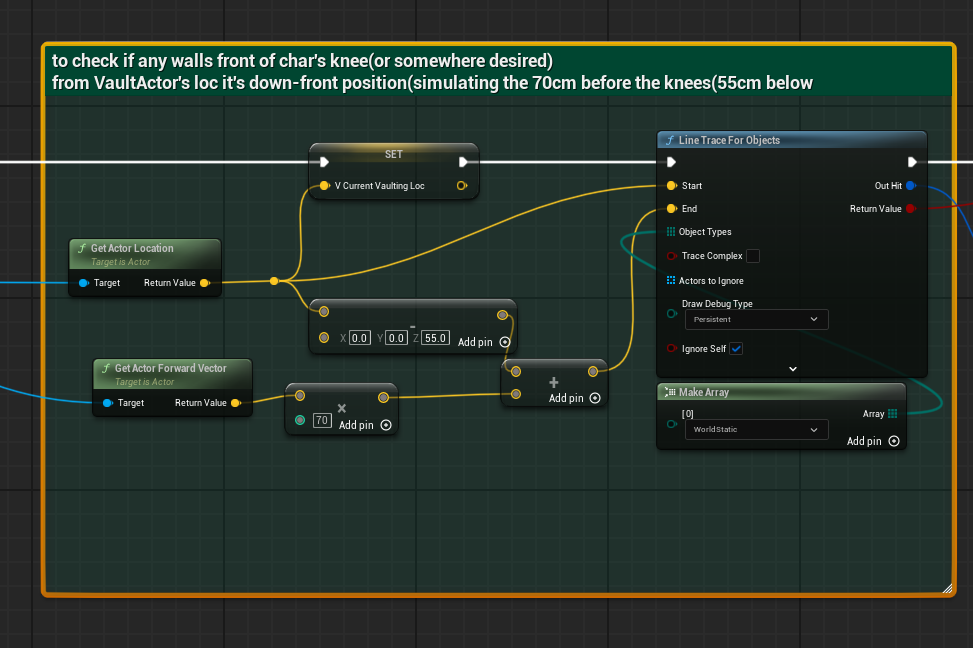 to check if any walls front of char's knee(or somewhere desired)
from VaultActor's loc it's down-front position(simulating the 70cm before the knees(55cm below
SET
V Current Vaulting Loc
f Line Trace For Objects
Start
Out Hit
End
Return Value
Object Types
Trace Complex
Actors to Ignore
Draw Debug Type
Persistent
Ignore Self
f Get Actor Location
Target is Actor
Target
Return Value
-
X 0.0 Y 0.0 Z 55.0
Add pin
f Get Actor Forward Vector
Target is Actor
Target
Return Value
×
70
Add pin
+
Add pin
Make Array
[0]
Array
WorldStatic
Add pin